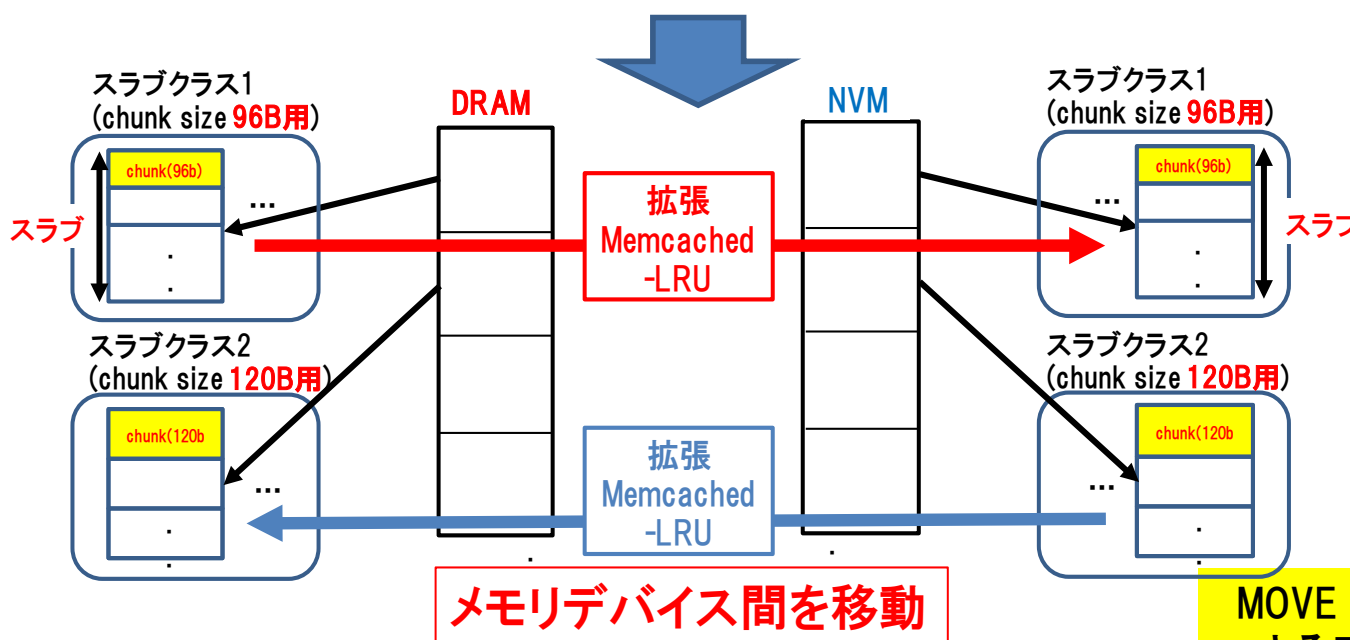 スラブクラス1
(chunk size 96B用)
DRAM
NVM
スラブクラス1
(chunk size 96B用)
chunk(96b)
...
スラブ
拡張
Memcached
-LRU
chunk(96b)
...
スラブ
スラブクラス2
(chunk size 120B用)
スラブクラス2
(chunk size 120B用)
chunk(120b
...
拡張
Memcached
-LRU
chunk(120b
...
メモリデバイス間を移動
MOVE